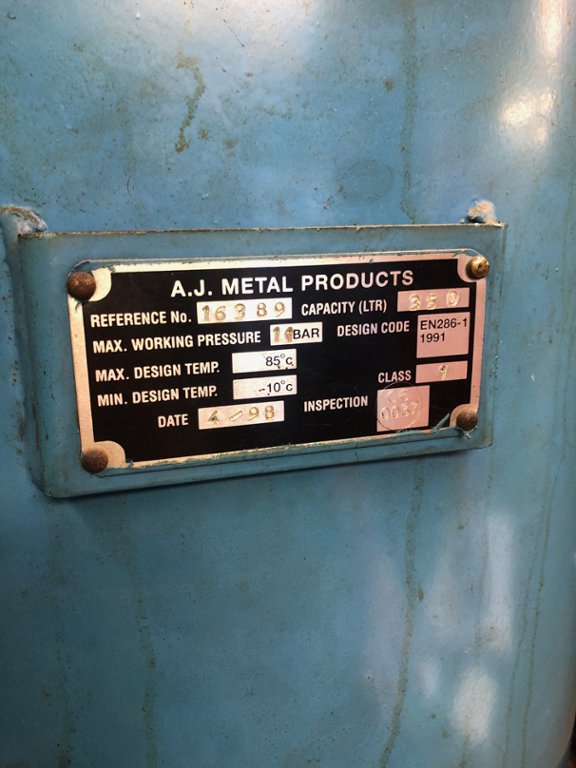 A.J. METAL PRODUCTS
REFERENCE No. 16389 CAPACITY (LTR) 350
MAX. WORKING PRESSURE 11 BAR DESIGN CODE EN286-1 1991
MAX. DESIGN TEMP. 85°C
MIN. DESIGN TEMP. -10°C CLASS
DATE 4/98 INSPECTION 0037